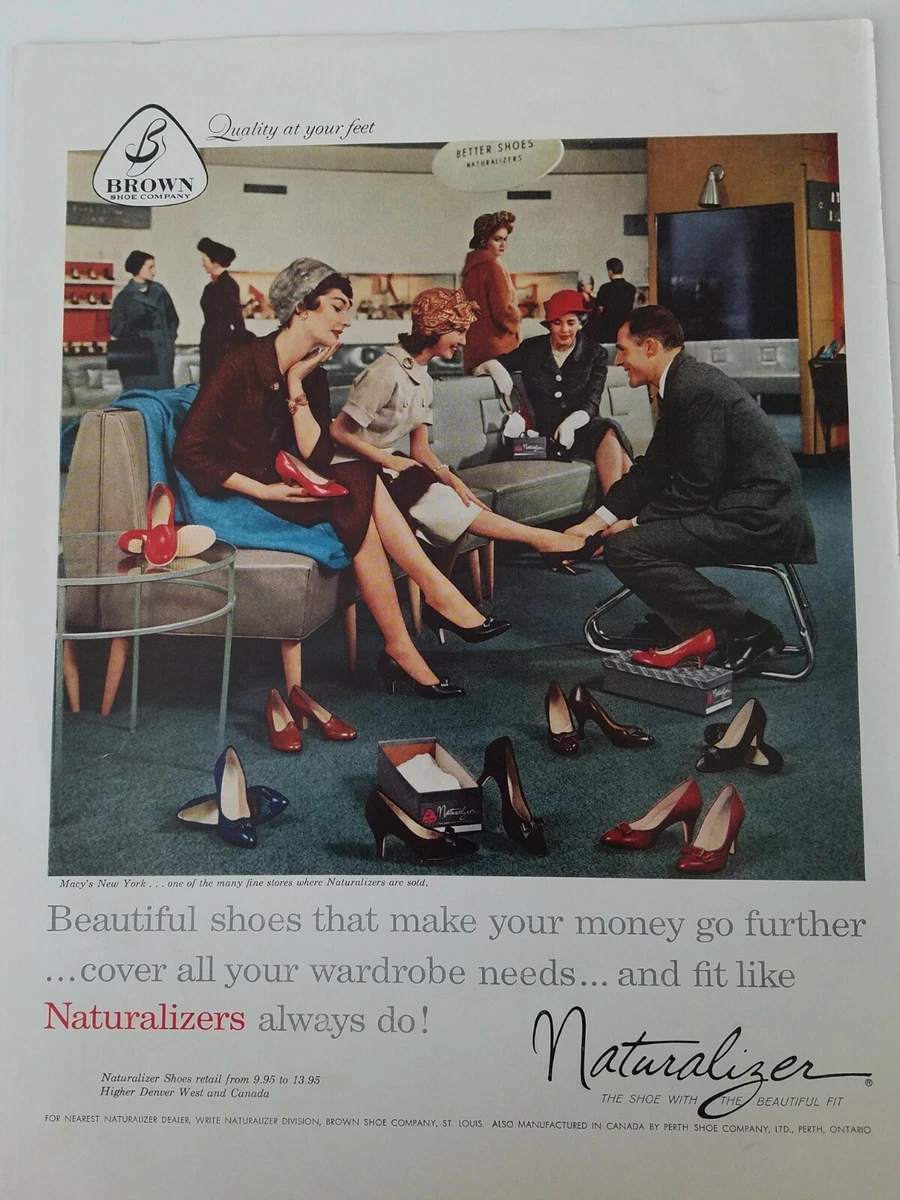 Quality at your feet
B
BROWN
SHOE COMPANY
BETTER SHOES
NATURALIZERS
Naturalizer
Naturalizer
Macy's New York . . . one of the many fine stores where Naturalizers are sold.
Beautiful shoes that make your money go further
...cover all your wardrobe needs... and fit like
Naturalizers always do!
Naturalizer®
THE SHOE WITH THE BEAUTIFUL FIT
Naturalizer Shoes retail from 9.95 to 13.95
Higher Denver West and Canada
FOR NEAREST NATURALIZER DEALER, WRITE NATURALIZER DIVISION, BROWN SHOE COMPANY, ST. LOUIS. ALSO MANUFACTURED IN CANADA BY PERTH SHOE COMPANY, LTD., PERTH, ONTARIO